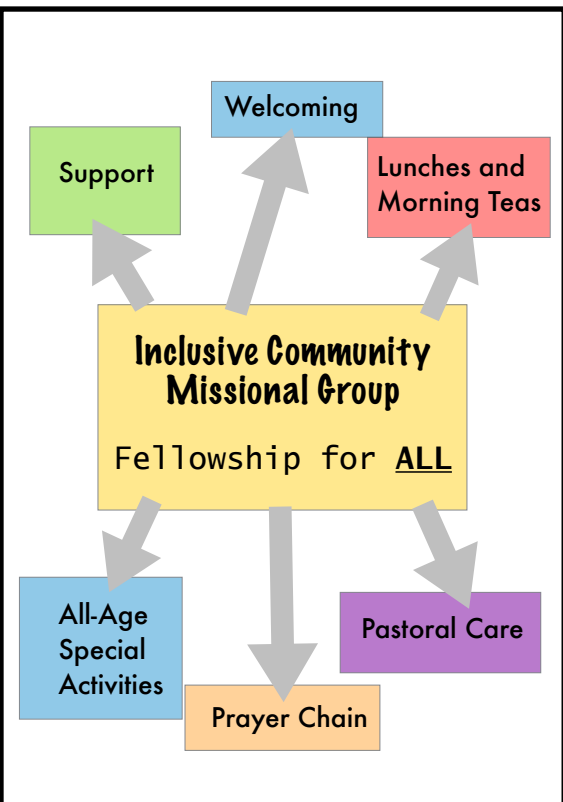 Welcoming
Support
Lunches and
Morning Teas
Inclusive Community
Missional Group
Fellowship for ALL
All-Age
Special
Activities
Pastoral Care
Prayer Chain